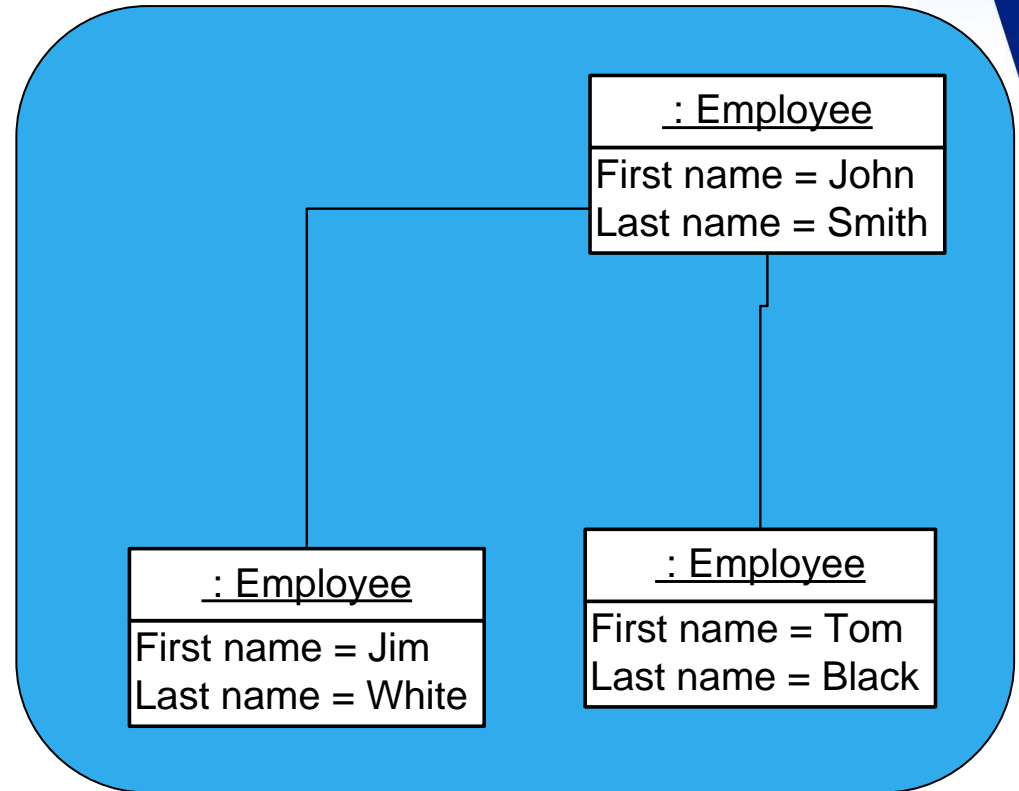 : Employee
First name = John
Last name = Smith
: Employee
First name = Jim
Last name = White
: Employee
First name = Tom
Last name = Black